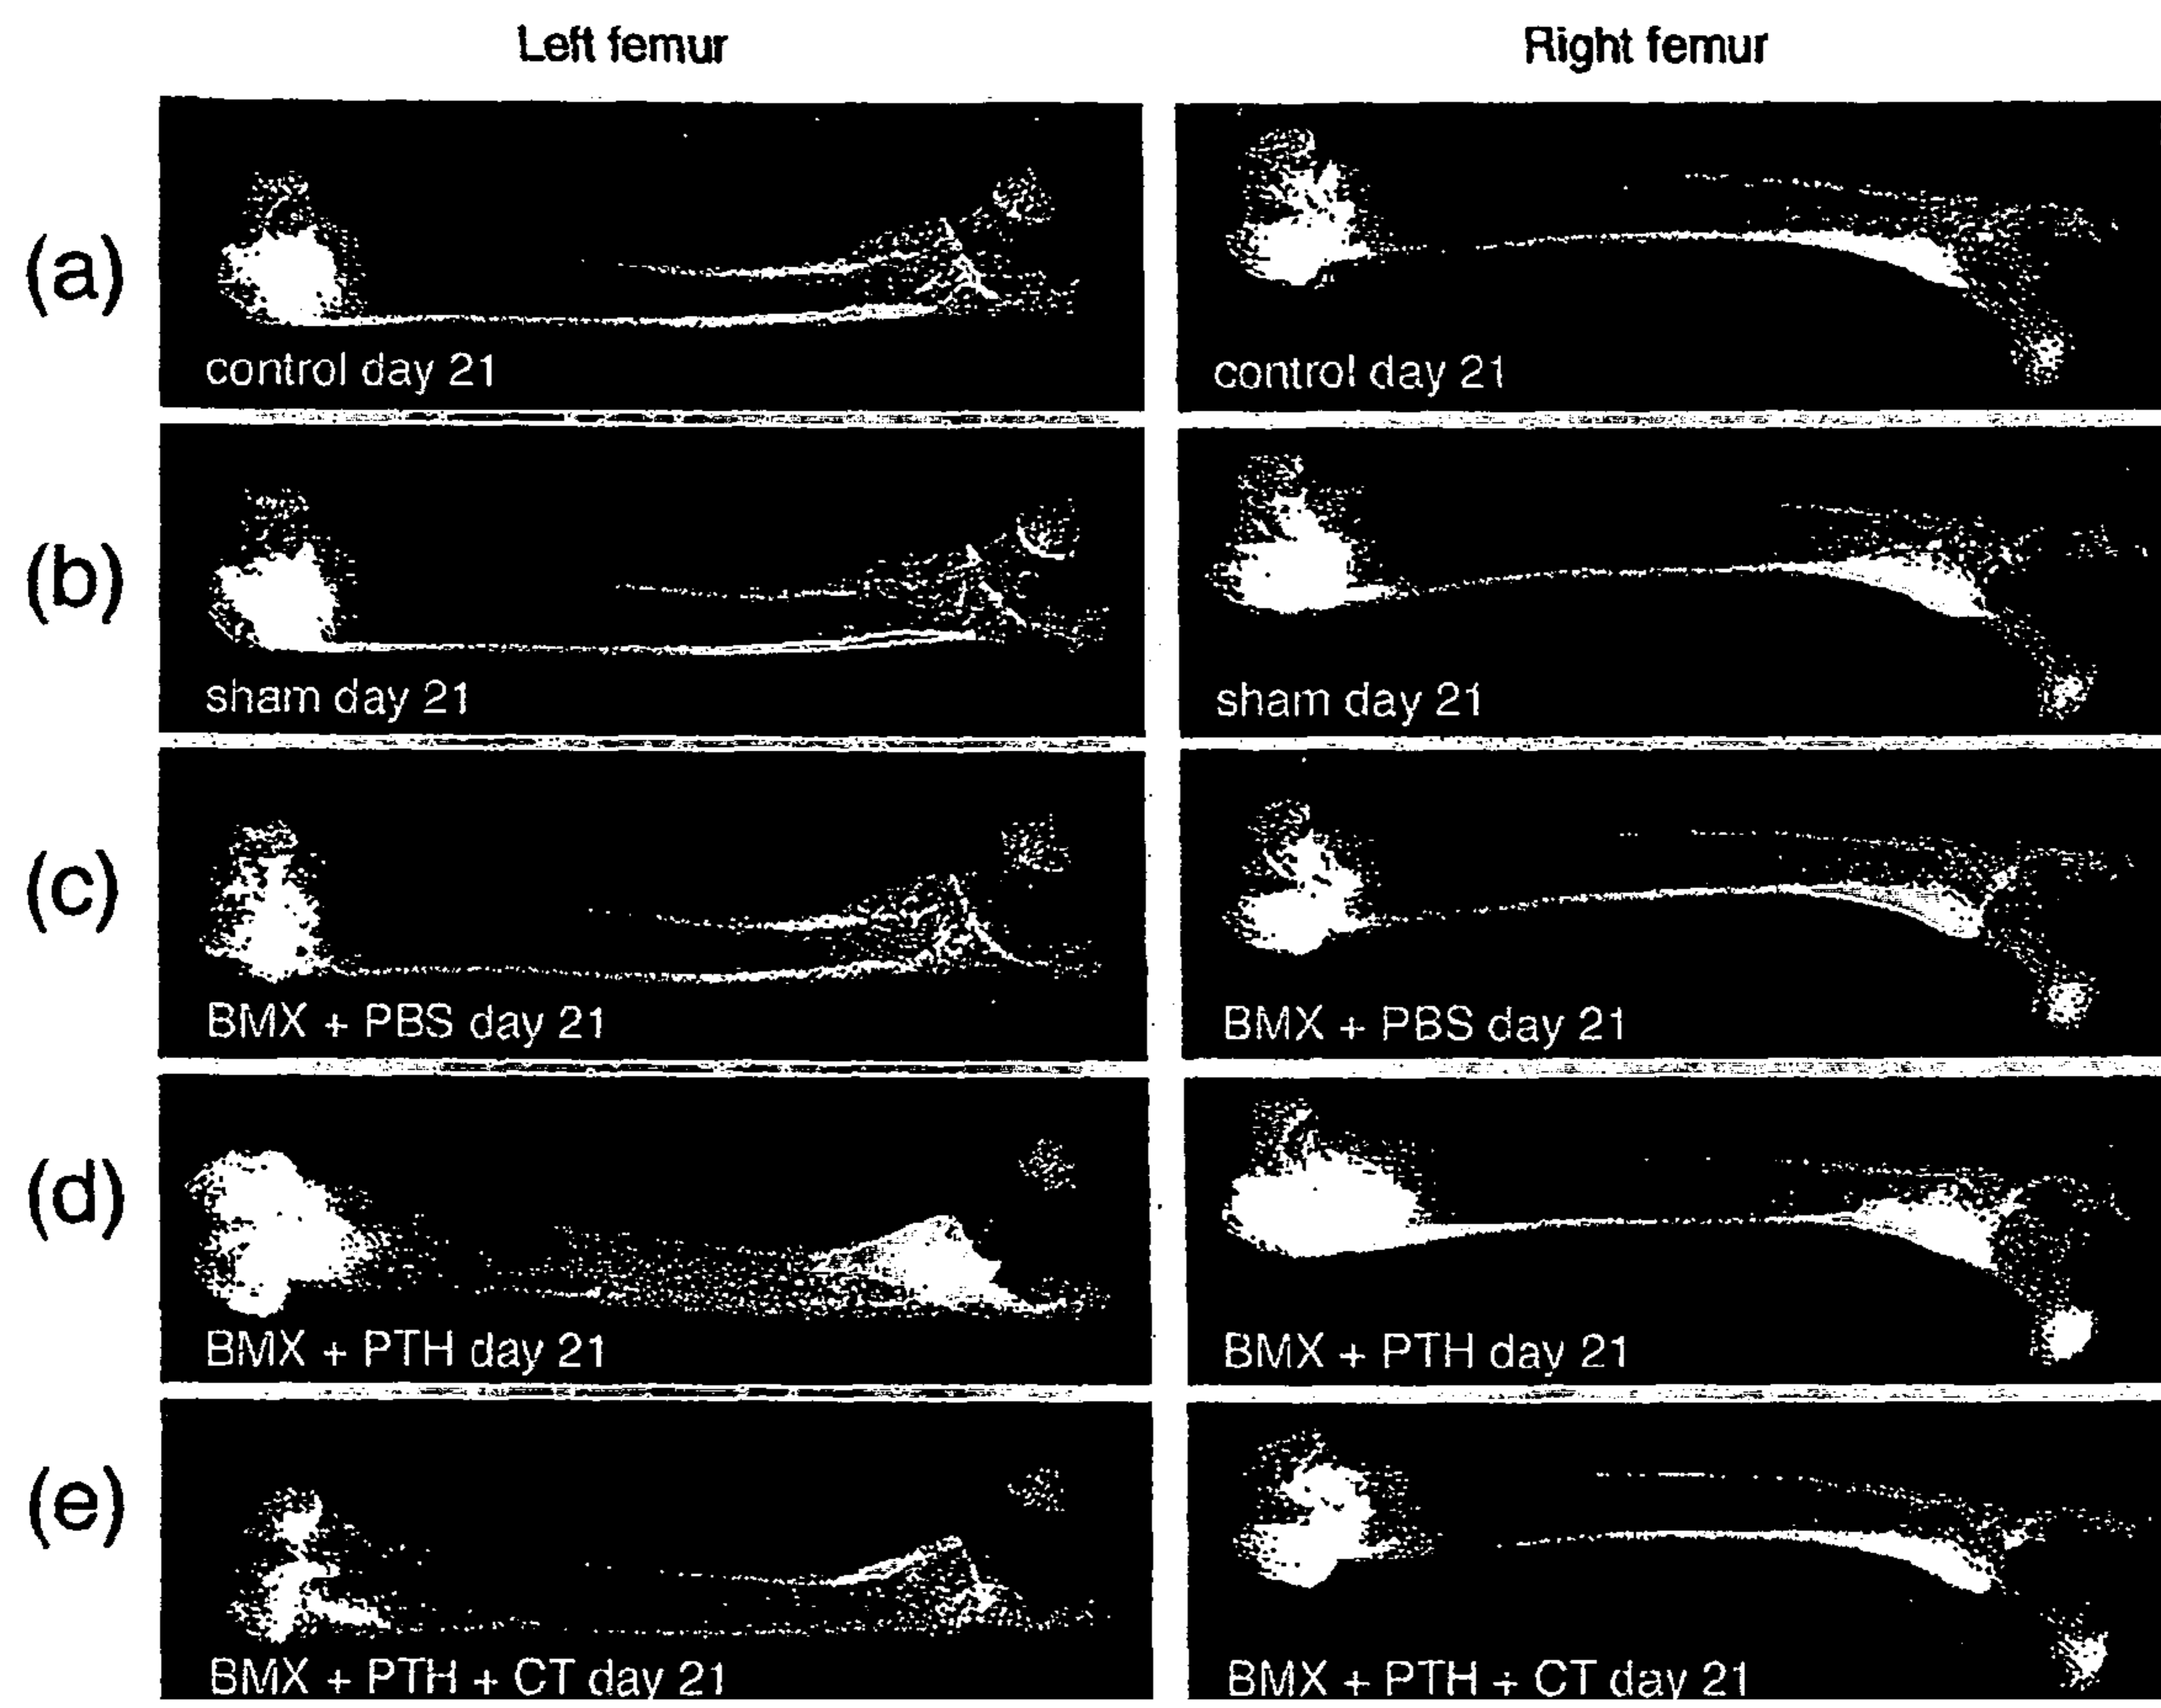 Left femur
Right femur
(a)
control day 21
control day 21
(b)
sham day 21
sham day 21
(c)
BMX + PBS day 21
BMX + PBS day 21
(d)
BMX + PTH day 21
BMX + PTH day 21
(e)
BMX + PTH + CT day 21
BMX + PTH + CT day 21